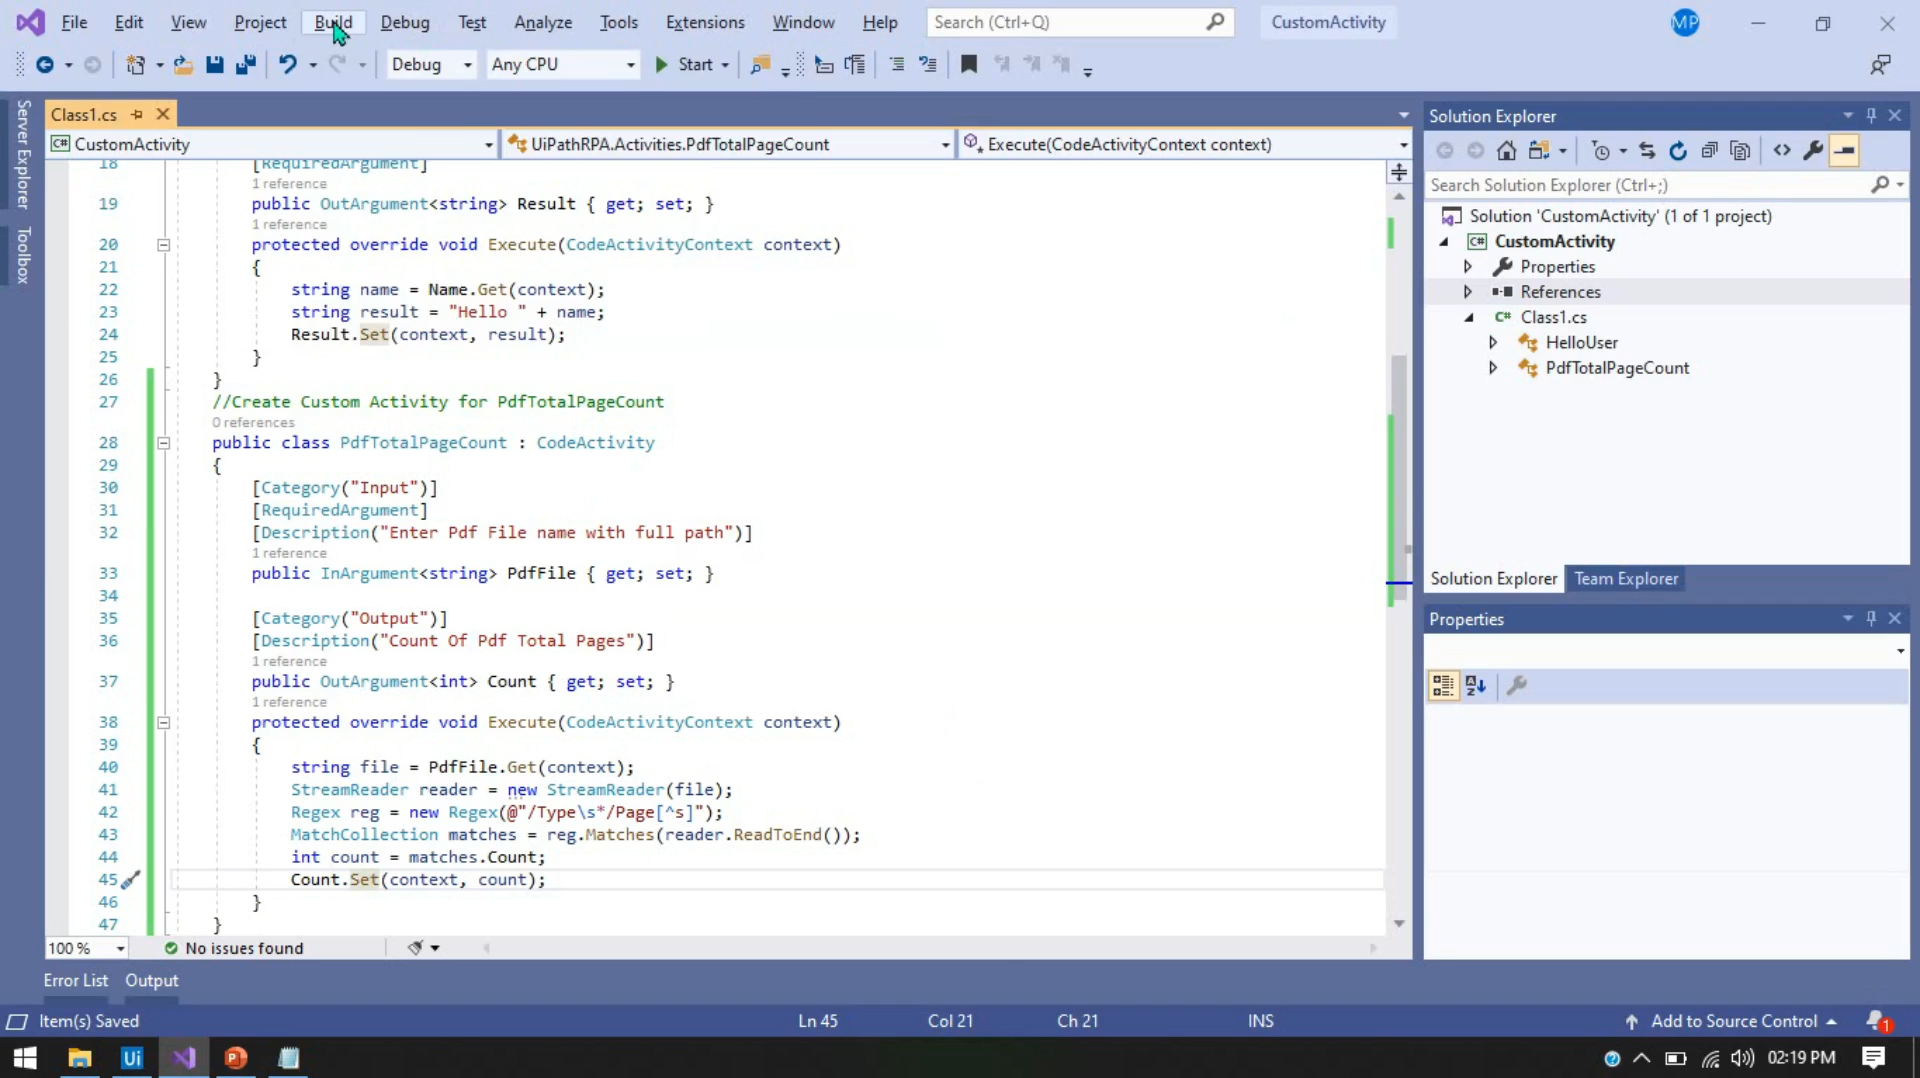 File Edit View Project Build Debug Test Analyze Tools Extensions Window Help Search (Ctrl+Q) CustomActivity MP
Debug Any CPU Start
Server Explorer
Toolbox
Class1.cs
C# CustomActivity UiPathRPA.Activities.PdfTotalPageCount Execute(CodeActivityContext context)
18 [RequiredArgument]
1 reference
19 public OutArgument<string> Result { get; set; }
1 reference
20 protected override void Execute(CodeActivityContext context)
21 {
22 string name = Name.Get(context);
23 string result = "Hello " + name;
24 Result.Set(context, result);
25 }
26 }
27 //Create Custom Activity for PdfTotalPageCount
0 references
28 public class PdfTotalPageCount : CodeActivity
29 {
30 [Category("Input")]
31 [RequiredArgument]
32 [Description("Enter Pdf File name with full path")]
1 reference
33 public InArgument<string> PdfFile { get; set; }
34
35 [Category("Output")]
36 [Description("Count Of Pdf Total Pages")]
1 reference
37 public OutArgument<int> Count { get; set; }
1 reference
38 protected override void Execute(CodeActivityContext context)
39 {
40 string file = PdfFile.Get(context);
41 StreamReader reader = new StreamReader(file);
42 Regex reg = new Regex(@"/Type\s*/Page[^s]");
43 MatchCollection matches = reg.Matches(reader.ReadToEnd());
44 int count = matches.Count;
45 Count.Set(context, count);
46 }
47 }
100 % No issues found
Solution Explorer
Search Solution Explorer (Ctrl+;)
Solution 'CustomActivity' (1 of 1 project)
C# CustomActivity
Properties
References
C# Class1.cs
HelloUser
PdfTotalPageCount
Solution Explorer Team Explorer
Properties
Error List Output
Item(s) Saved Ln 45 Col 21 Ch 21 INS Add to Source Control 1
Ui 02:19 PM